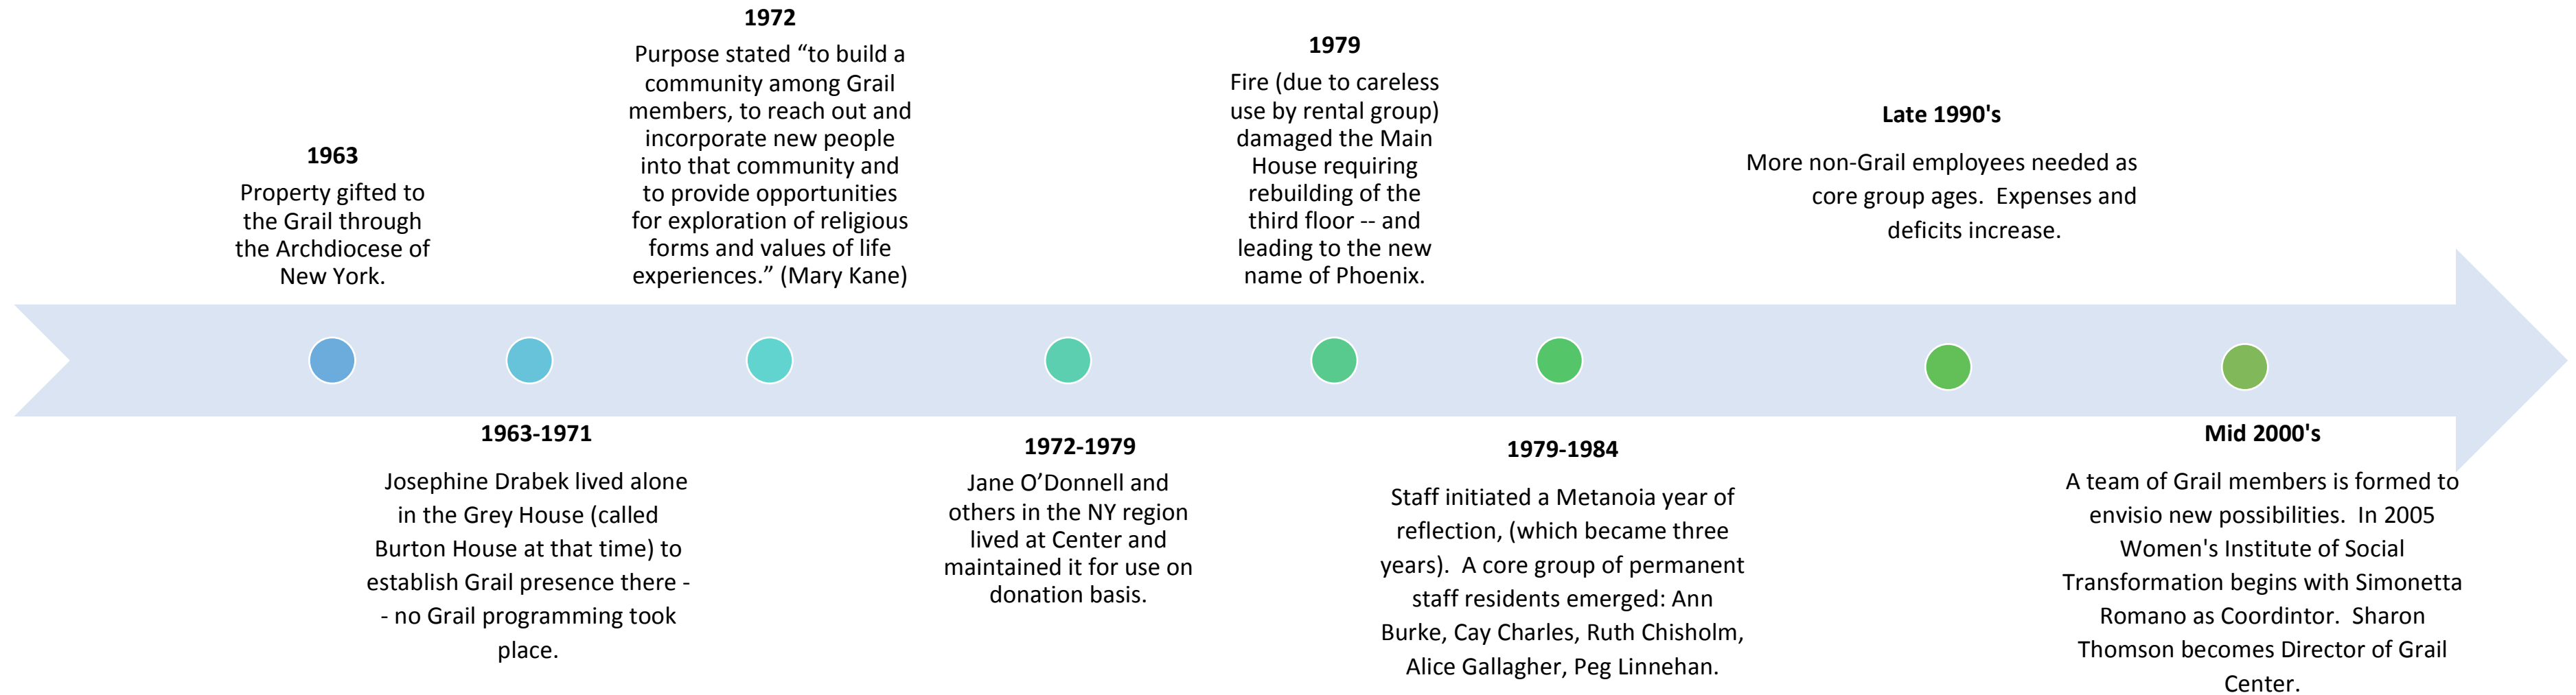 1963
Property gifted to
the Grail through
the Archdiocese of
New York.
1963-1971
Josephine Drabek lived alone
in the Grey House (called
Burton House at that time) to
establish Grail presence there -
- no Grail programming took
place.
1972
Purpose stated “to build a
community among Grail
members, to reach out and
incorporate new people
into that community and
to provide opportunities
for exploration of religious
forms and values of life
experiences.” (Mary Kane)
1972-1979
Jane O’Donnell and
others in the NY region
lived at Center and
maintained it for use on
donation basis.
1979
Fire (due to careless
use by rental group)
damaged the Main
House requiring
rebuilding of the
third floor -- and
leading to the new
name of Phoenix.
1979-1984
Staff initiated a Metanoia year of
reflection, (which became three
years).  A core group of permanent
staff residents emerged: Ann
Burke, Cay Charles, Ruth Chisholm,
Alice Gallagher, Peg Linnehan.
Late 1990's
More non-Grail employees needed as
core group ages.  Expenses and
deficits increase.
Mid 2000's
A team of Grail members is formed to
envisio new possibilities.  In 2005
Women's Institute of Social
Transformation begins with Simonetta
Romano as Coordintor.  Sharon
Thomson becomes Director of Grail
Center.